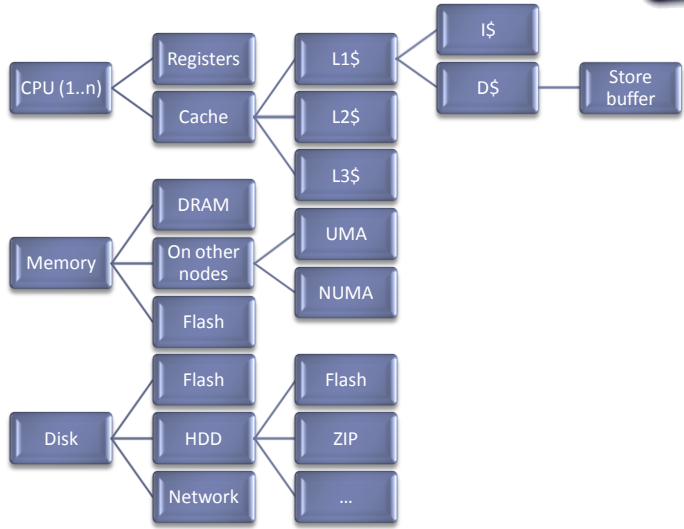 CPU (1..n)
Registers
Cache
L1$
L2$
L3$
I$
D$
Store
buffer
Memory
DRAM
On other
nodes
Flash
UMA
NUMA
Disk
Flash
HDD
Network
Flash
ZIP
...